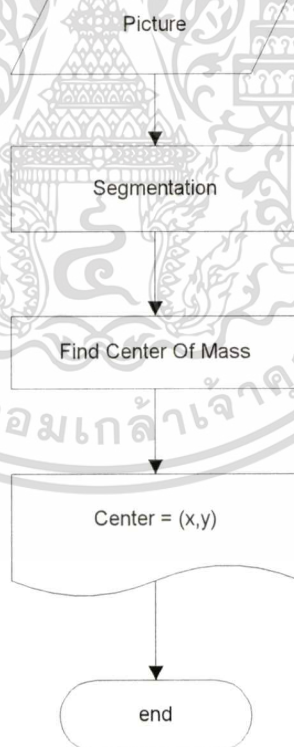 Picture
Segmentation
Find Center Of Mass
Center = (x,y)
end